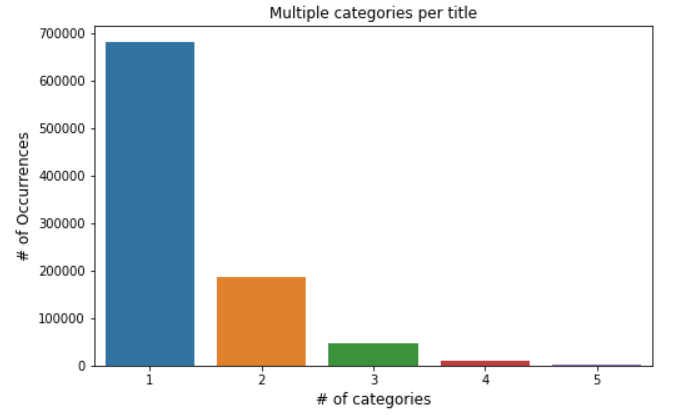 Multiple categories per title
# of Occurrences
700000
600000
500000
400000
300000
200000
100000
0
1 2 3 4 5
# of categories